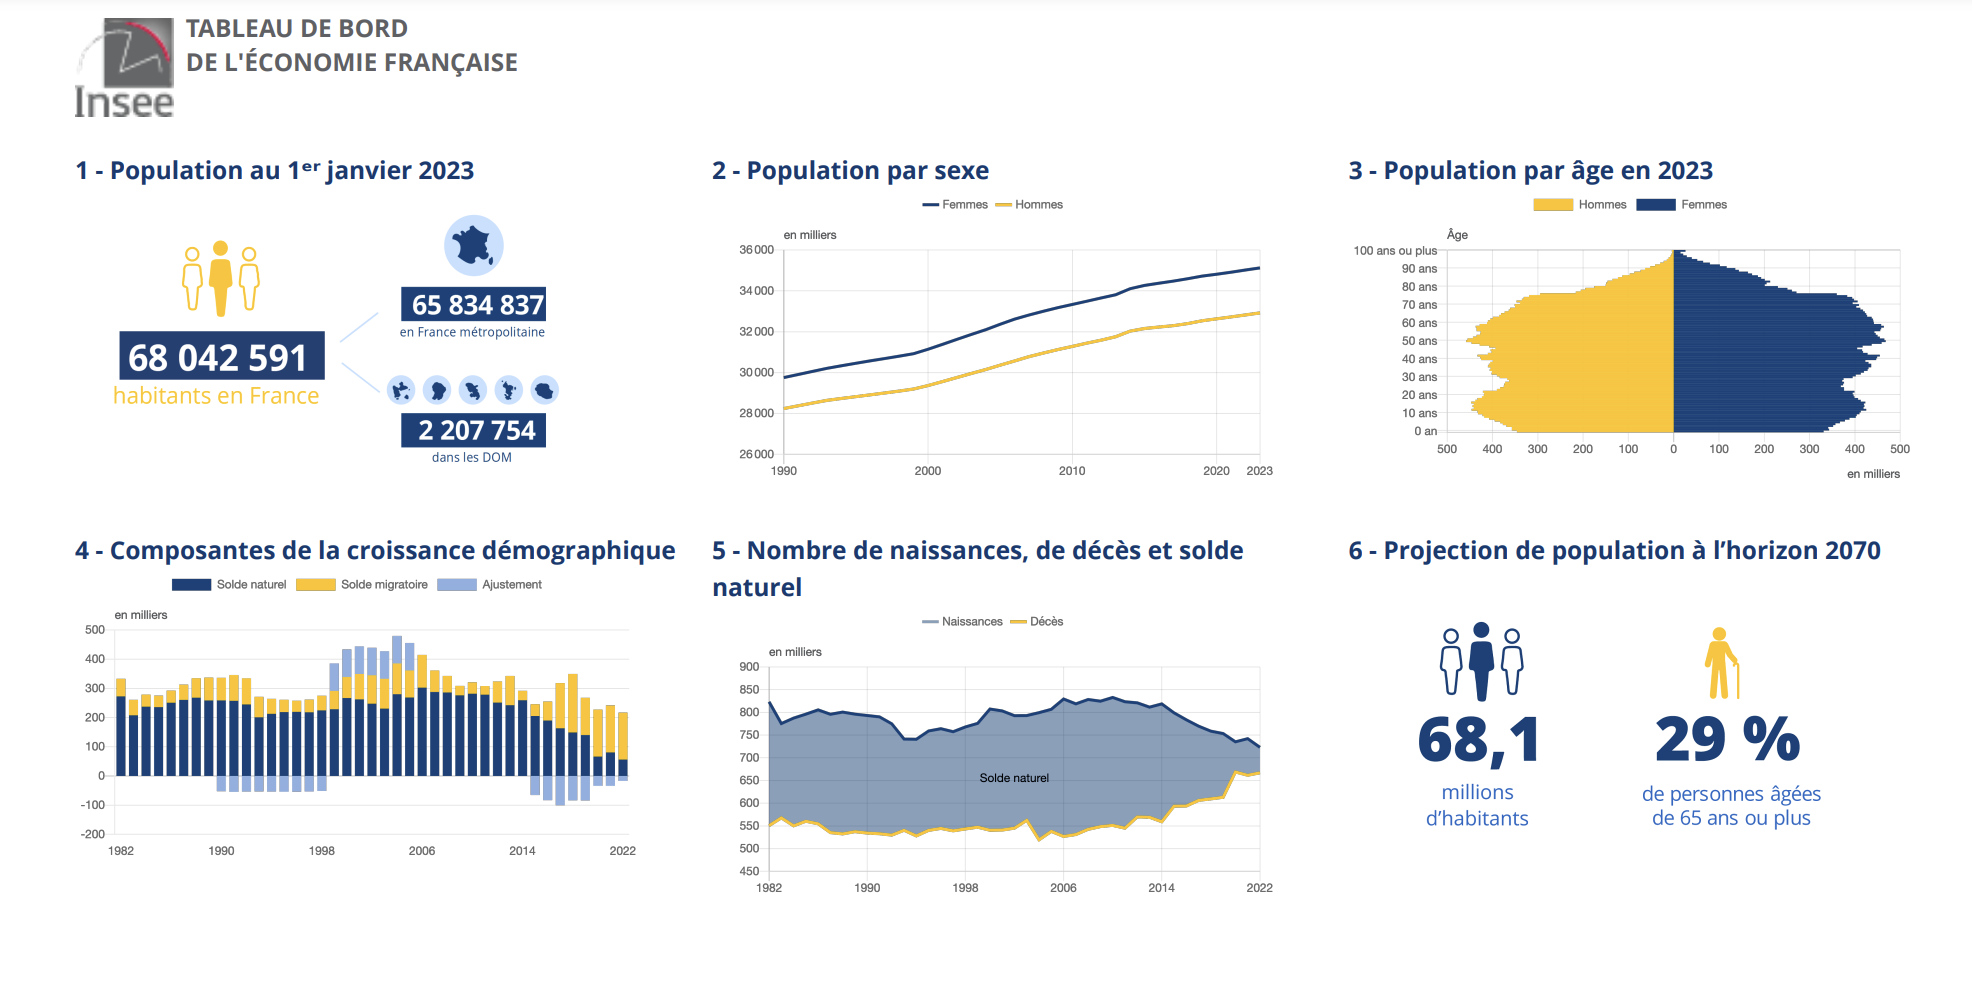 TABLEAU DE BORD
DE L'ÉCONOMIE FRANÇAISE
Insee
1 - Population au 1er janvier 2023
68 042 591
habitants en France
65 834 837
en France métropolitaine
2 207 754
dans les DOM
2 - Population par sexe
Femmes Hommes
en milliers
36 000
34 000
32 000
30 000
28 000
26 000
1990 2000 2010 2020 2023
3 - Population par âge en 2023
Hommes Femmes
Âge
100 ans ou plus
90 ans
80 ans
70 ans
60 ans
50 ans
40 ans
30 ans
20 ans
10 ans
0 an
500 400 300 200 100 0 100 200 300 400 500
en milliers
4 - Composantes de la croissance démographique
Solde naturel Solde migratoire Ajustement
en milliers
500
400
300
200
100
0
-100
-200
1982 1990 1998 2006 2014 2022
5 - Nombre de naissances, de décès et solde
naturel
Naissances Décès
en milliers
900
850
800
750
700
650
600
550
500
450
Solde naturel
1982 1990 1998 2006 2014 2022
6 - Projection de population à l’horizon 2070
68,1
millions
d’habitants
29 %
de personnes âgées
de 65 ans ou plus